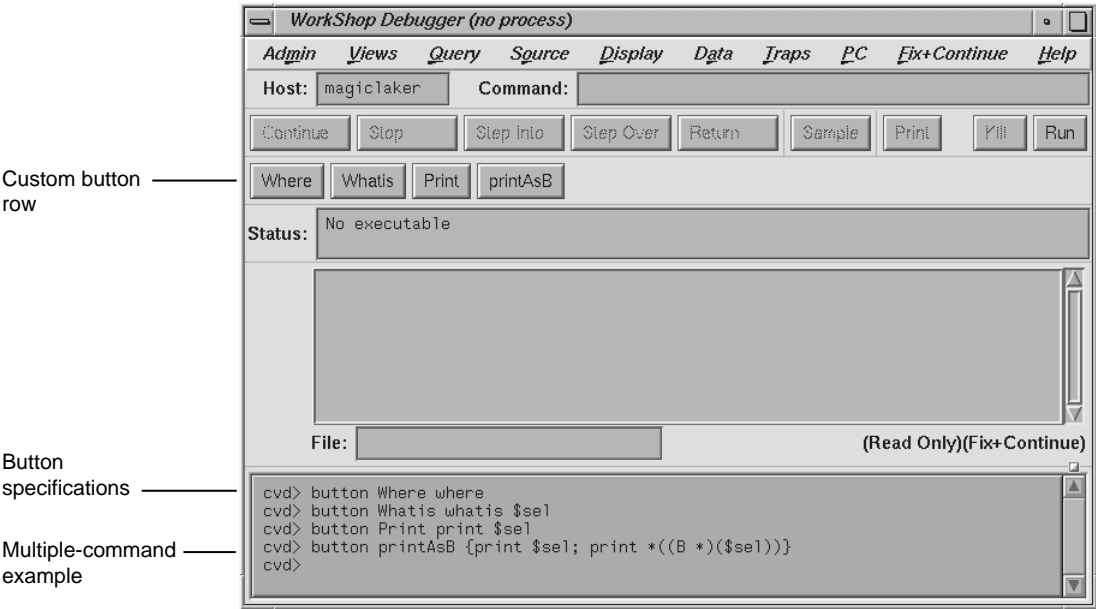 WorkShop Debugger (no process)
Admin Views Query Source Display Data Traps PC Fix+Continue Help
Host: magiclaker Command:
Continue Stop Step Into Step Over Return Sample Print Kill Run
Custom button
row
Where Whatis Print printAsB
Status: No executable
File: (Read Only)(Fix+Continue)
Button
specifications
cvd> button Where where
cvd> button Whatis whatis $sel
cvd> button Print print $sel
Multiple-command
example
cvd> button printAsB {print $sel; print *((B *)($sel))}
cvd>